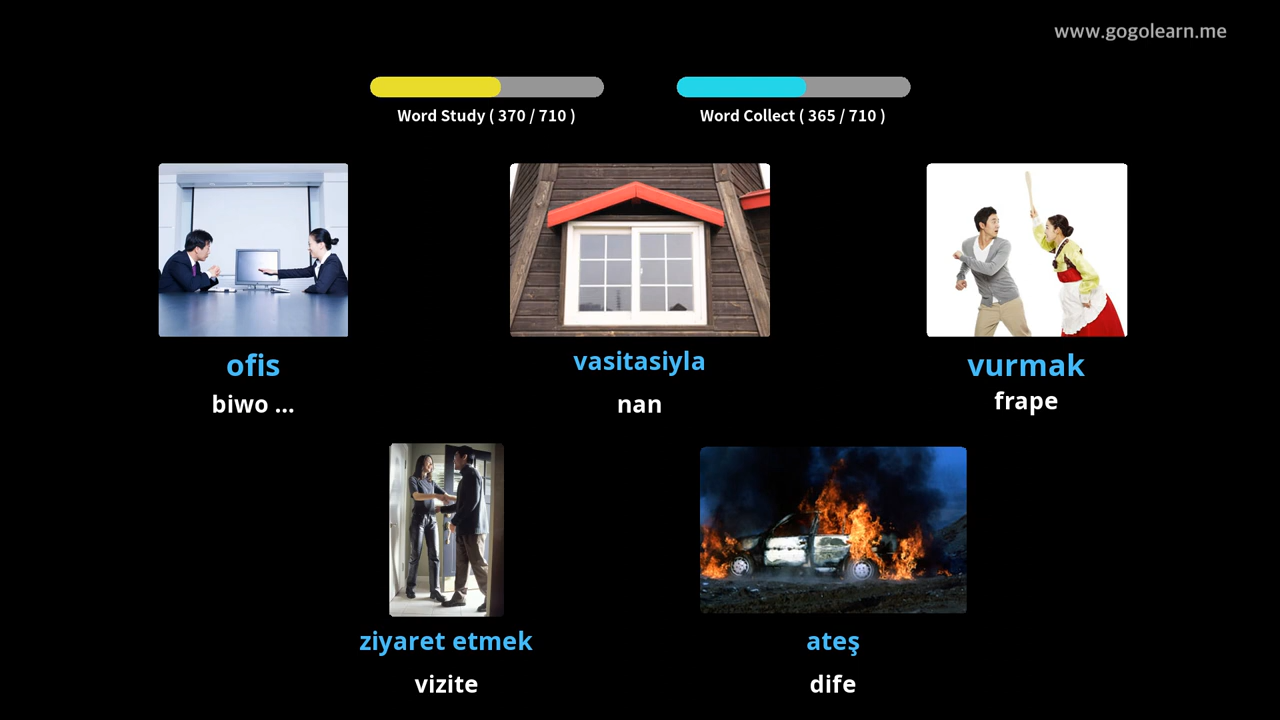 www.gogolearn.me
Word Study ( 370 / 710 )
Word Collect ( 365 / 710 )
ofis
biwo ...
vasitasiyla
nan
vurmak
frape
ziyaret etmek
vizite
ateş
dife